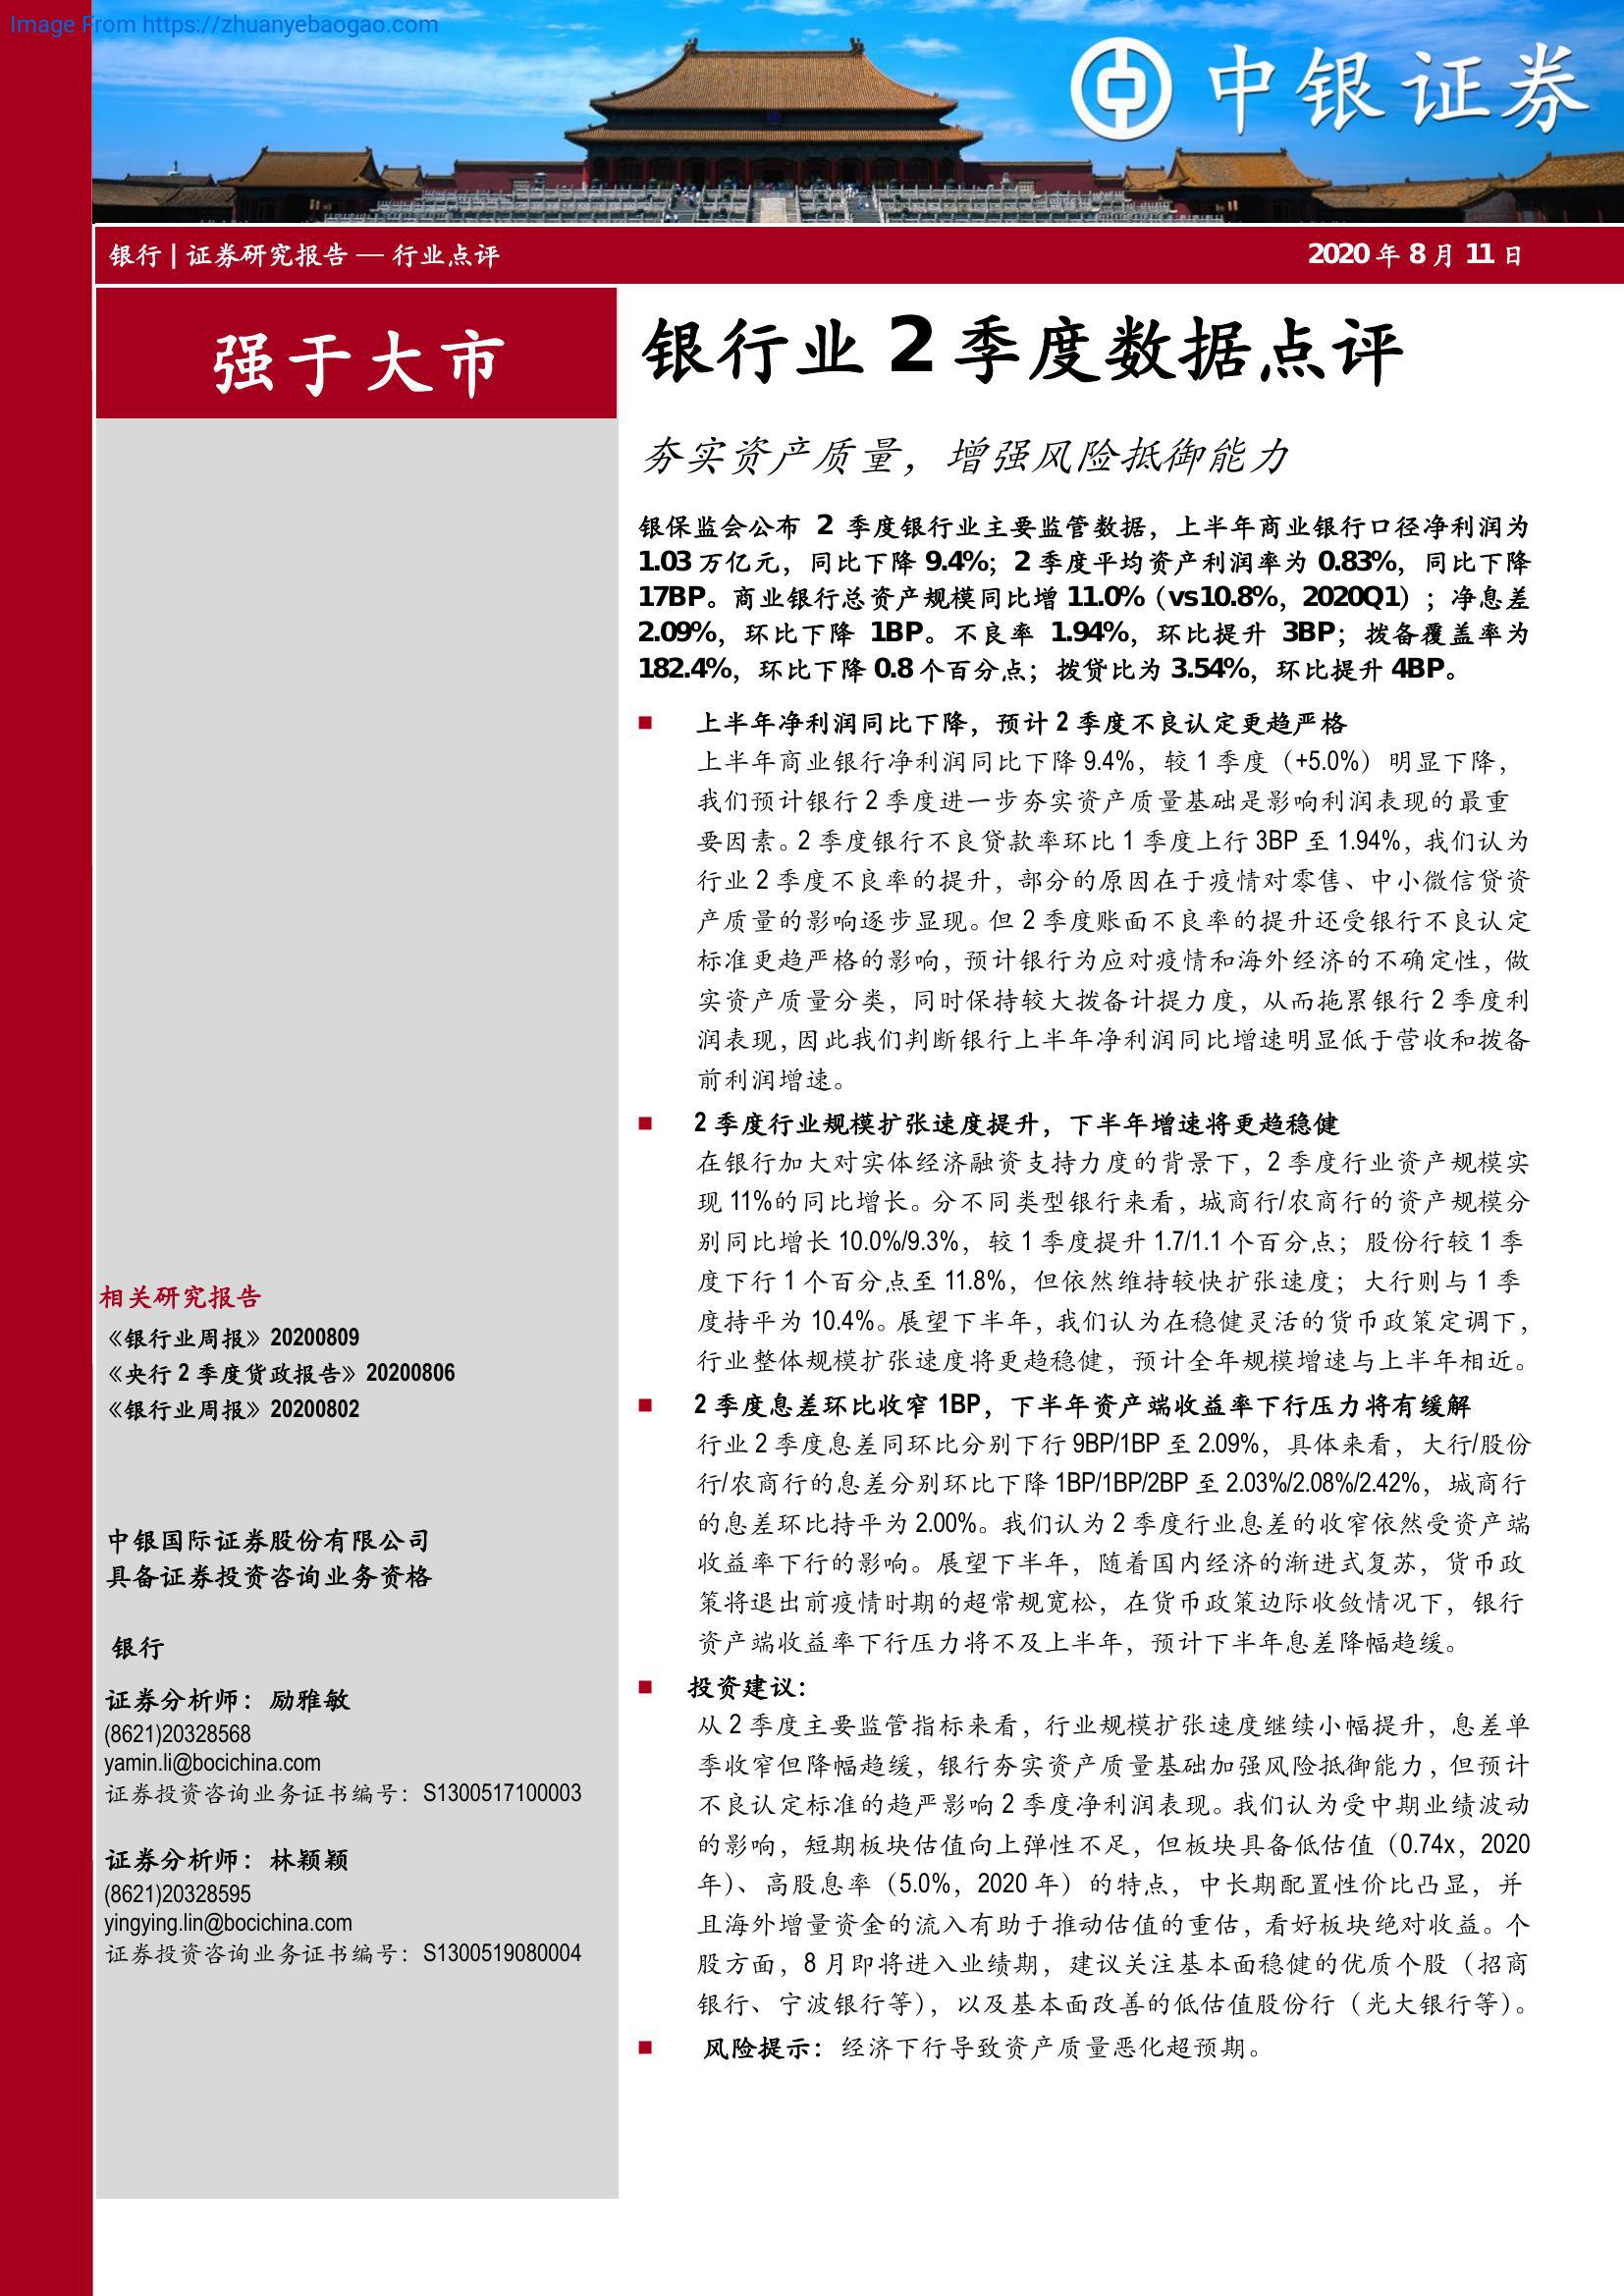 Image From https://zhuanyebaogao.com
中银证券
银行 | 证券研究报告 — 行业点评
2020 年 8 月 11 日
强于大市
相关研究报告
《银行业周报》20200809
《央行 2 季度货政报告》20200806
《银行业周报》20200802
中银国际证券股份有限公司
具备证券投资咨询业务资格
银行
证券分析师：励雅敏
(8621)20328568
yamin.li@bocichina.com
证券投资咨询业务证书编号：S1300517100003
证券分析师：林颖颖
(8621)20328595
yingying.lin@bocichina.com
证券投资咨询业务证书编号：S1300519080004
银行业 2 季度数据点评
夯实资产质量，增强风险抵御能力
银保监会公布 2 季度银行业主要监管数据，上半年商业银行口径净利润为
1.03 万亿元，同比下降 9.4%；2 季度平均资产利润率为 0.83%，同比下降
17BP。商业银行总资产规模同比增 11.0%（vs10.8%，2020Q1）；净息差
2.09%，环比下降 1BP。不良率 1.94%，环比提升 3BP；拨备覆盖率为
182.4%，环比下降 0.8 个百分点；拨贷比为 3.54%，环比提升 4BP。
■ 上半年净利润同比下降，预计 2 季度不良认定更趋严格
上半年商业银行净利润同比下降 9.4%，较 1 季度（+5.0%）明显下降，
我们预计银行 2 季度进一步夯实资产质量基础是影响利润表现的最重
要因素。2 季度银行不良贷款率环比 1 季度上行 3BP 至 1.94%，我们认为
行业 2 季度不良率的提升，部分的原因在于疫情对零售、中小微信贷资
产质量的影响逐步显现。但 2 季度账面不良率的提升还受银行不良认定
标准更趋严格的影响，预计银行为应对疫情和海外经济的不确定性，做
实资产质量分类，同时保持较大拨备计提力度，从而拖累银行 2 季度利
润表现，因此我们判断银行上半年净利润同比增速明显低于营收和拨备
前利润增速。
■ 2 季度行业规模扩张速度提升，下半年增速将更趋稳健
在银行加大对实体经济融资支持力度的背景下，2 季度行业资产规模实
现 11%的同比增长。分不同类型银行来看，城商行/农商行的资产规模分
别同比增长 10.0%/9.3%，较 1 季度提升 1.7/1.1 个百分点；股份行较 1 季
度下行 1 个百分点至 11.8%，但依然维持较快扩张速度；大行则与 1 季
度持平为 10.4%。展望下半年，我们认为在稳健灵活的货币政策定调下，
行业整体规模扩张速度将更趋稳健，预计全年规模增速与上半年相近。
■ 2 季度息差环比收窄 1BP，下半年资产端收益率下行压力将有缓解
行业 2 季度息差同环比分别下行 9BP/1BP 至 2.09%，具体来看，大行/股份
行/农商行的息差分别环比下降 1BP/1BP/2BP 至 2.03%/2.08%/2.42%，城商行
的息差环比持平为 2.00%。我们认为 2 季度行业息差的收窄依然受资产端
收益率下行的影响。展望下半年，随着国内经济的渐进式复苏，货币政
策将退出前疫情时期的超常规宽松，在货币政策边际收敛情况下，银行
资产端收益率下行压力将不及上半年，预计下半年息差降幅趋缓。
■ 投资建议：
从 2 季度主要监管指标来看，行业规模扩张速度继续小幅提升，息差单
季收窄但降幅趋缓，银行夯实资产质量基础加强风险抵御能力，但预计
不良认定标准的趋严影响 2 季度净利润表现。我们认为受中期业绩波动
的影响，短期板块估值向上弹性不足，但板块具备低估值（0.74x，2020
年）、高股息率（5.0%，2020 年）的特点，中长期配置性价比凸显，并
且海外增量资金的流入有助于推动估值的重估，看好板块绝对收益。个
股方面，8 月即将进入业绩期，建议关注基本面稳健的优质个股（招商
银行、宁波银行等），以及基本面改善的低估值股份行（光大银行等）。
■ 风险提示：经济下行导致资产质量恶化超预期。